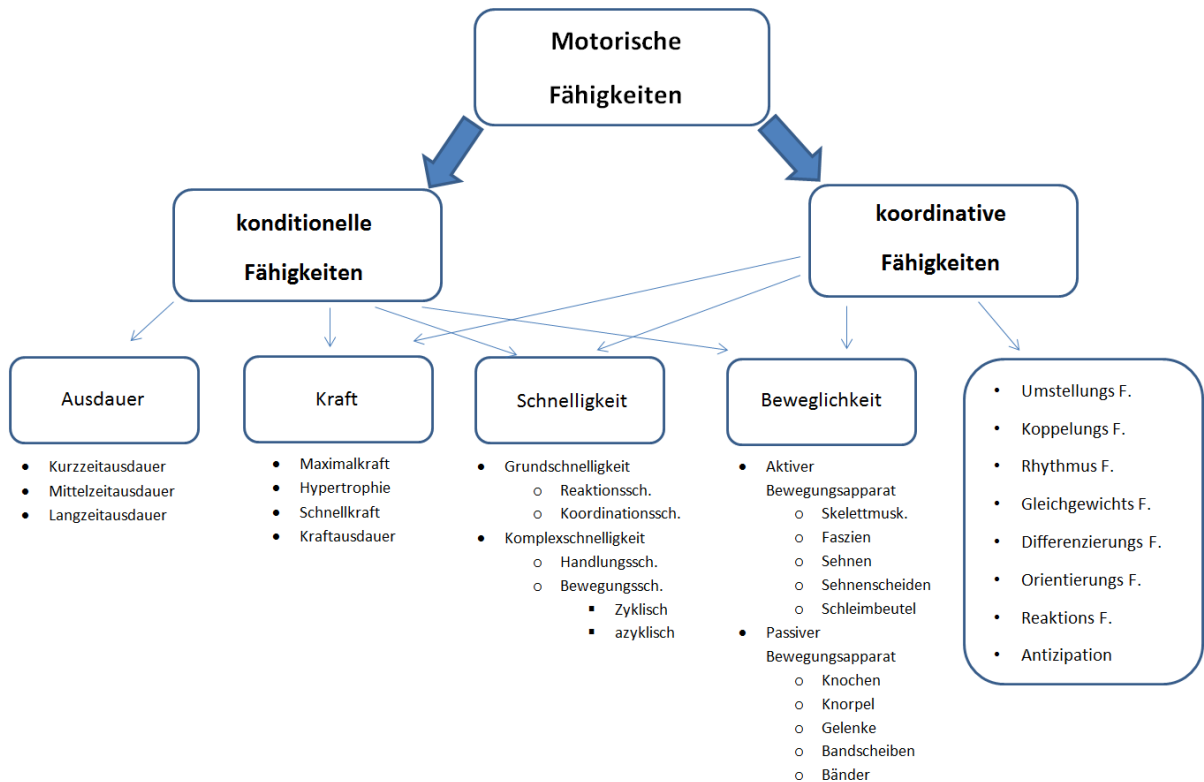 Motorische
Fähigkeiten
konditionelle
Fähigkeiten
koordinative
Fähigkeiten
Ausdauer
• Kurzzeitausdauer
• Mittelzeitausdauer
• Langzeitausdauer
Kraft
• Maximalkraft
• Hypertrophie
• Schnellkraft
• Kraftausdauer
Schnelligkeit
• Grundschnelligkeit
o Reaktionssch.
o Koordinationssch.
• Komplexschnelligkeit
o Handlungssch.
o Bewegungssch.
▪ Zyklisch
▪ azyklisch
Beweglichkeit
• Aktiver
Bewegungsapparat
o Skelettmusk.
o Faszien
o Sehnen
o Sehnenscheiden
o Schleimbeutel
• Passiver
Bewegungsapparat
o Knochen
o Knorpel
o Gelenke
o Bandscheiben
o Bänder
• Umstellungs F.
• Koppelungs F.
• Rhythmus F.
• Gleichgewichts F.
• Differenzierungs F.
• Orientierungs F.
• Reaktions F.
• Antizipation